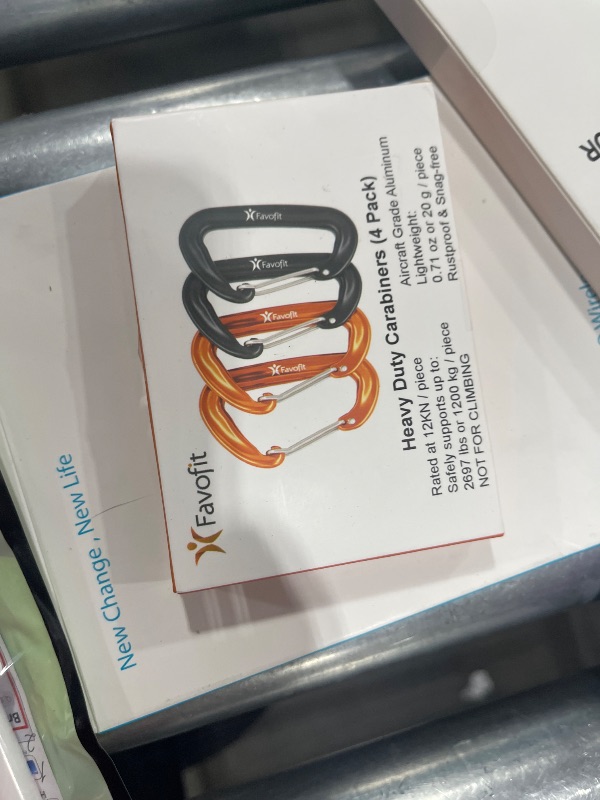 Favofit
Favofit
Favofit
Favofit
Favofit
Heavy Duty Carabiners (4 Pack)
Rated at 12KN / piece
Safely supports up to:
2697 lbs or 1200 kg / piece
NOT FOR CLIMBING
Aircraft Grade Aluminum
Lightweight:
0.71 oz or 20 g / piece
Rustproof & Snag-free
New Change , New Life